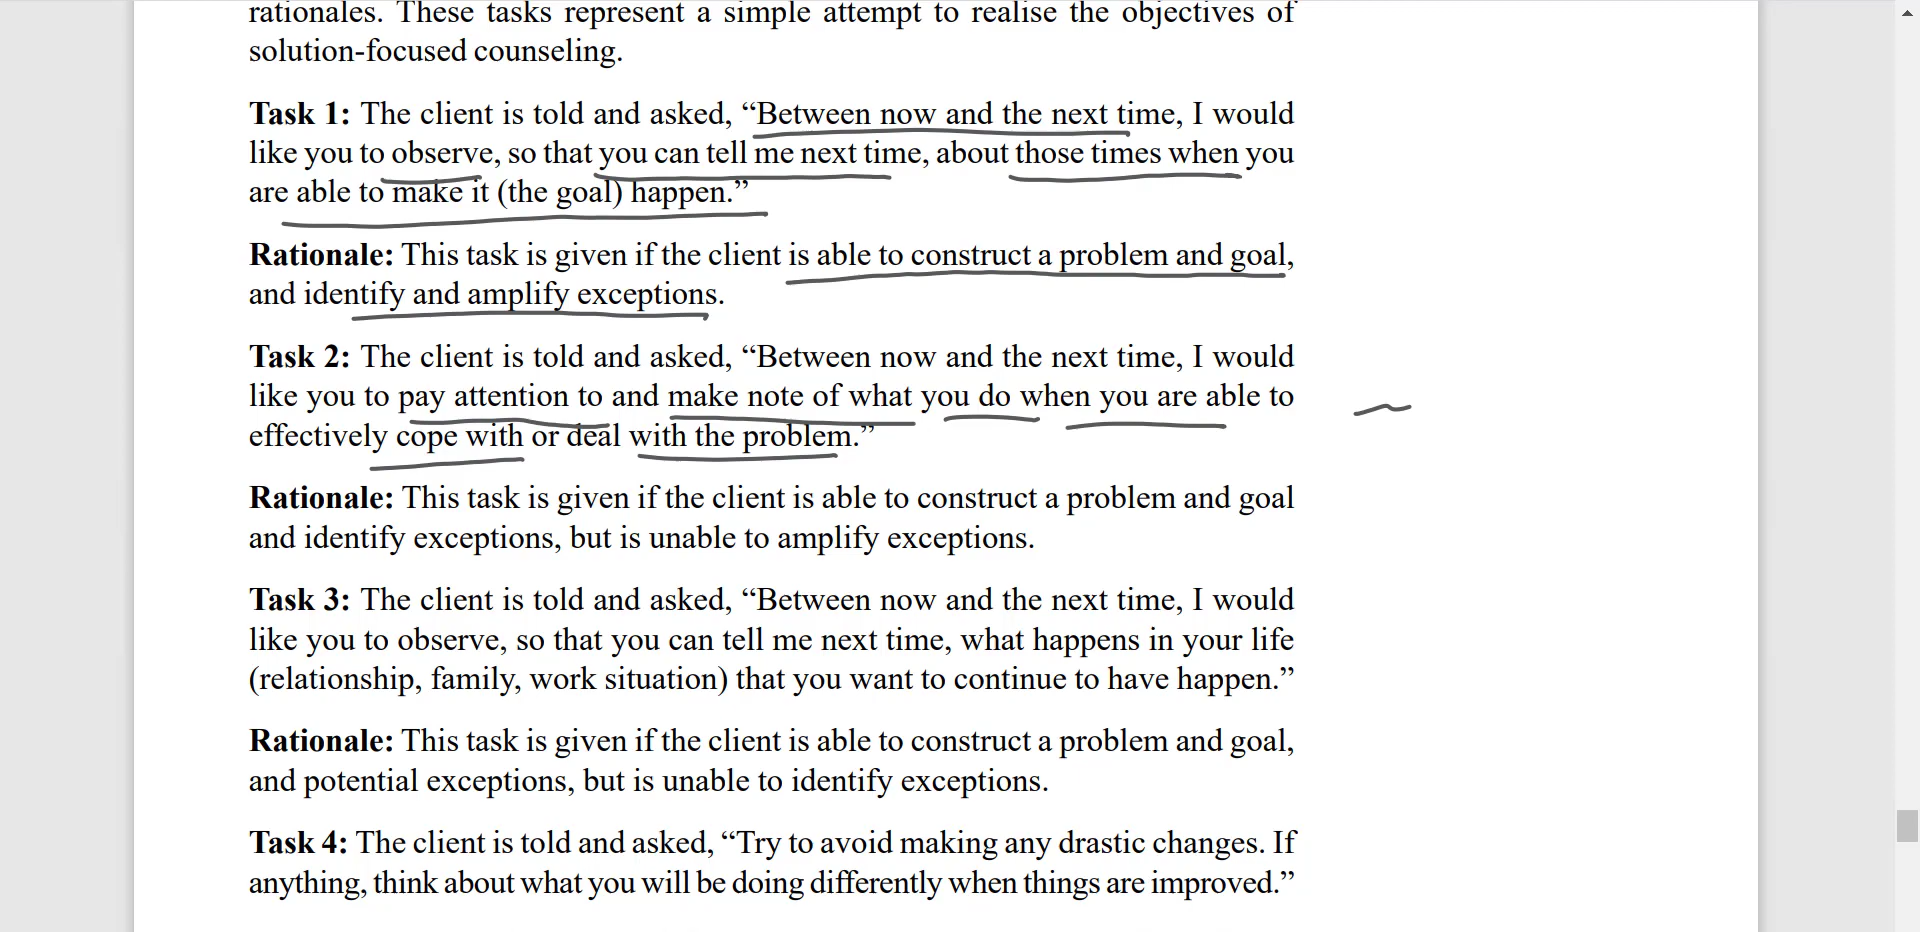 rationales. These tasks represent a simple attempt to realise the objectives of
solution-focused counseling.
Task 1: The client is told and asked, “Between now and the next time, I would
like you to observe, so that you can tell me next time, about those times when you
are able to make it (the goal) happen.”
Rationale: This task is given if the client is able to construct a problem and goal,
and identify and amplify exceptions.
Task 2: The client is told and asked, “Between now and the next time, I would
like you to pay attention to and make note of what you do when you are able to
effectively cope with or deal with the problem.”
Rationale: This task is given if the client is able to construct a problem and goal
and identify exceptions, but is unable to amplify exceptions.
Task 3: The client is told and asked, “Between now and the next time, I would
like you to observe, so that you can tell me next time, what happens in your life
(relationship, family, work situation) that you want to continue to have happen.”
Rationale: This task is given if the client is able to construct a problem and goal,
and potential exceptions, but is unable to identify exceptions.
Task 4: The client is told and asked, “Try to avoid making any drastic changes. If
anything, think about what you will be doing differently when things are improved.”